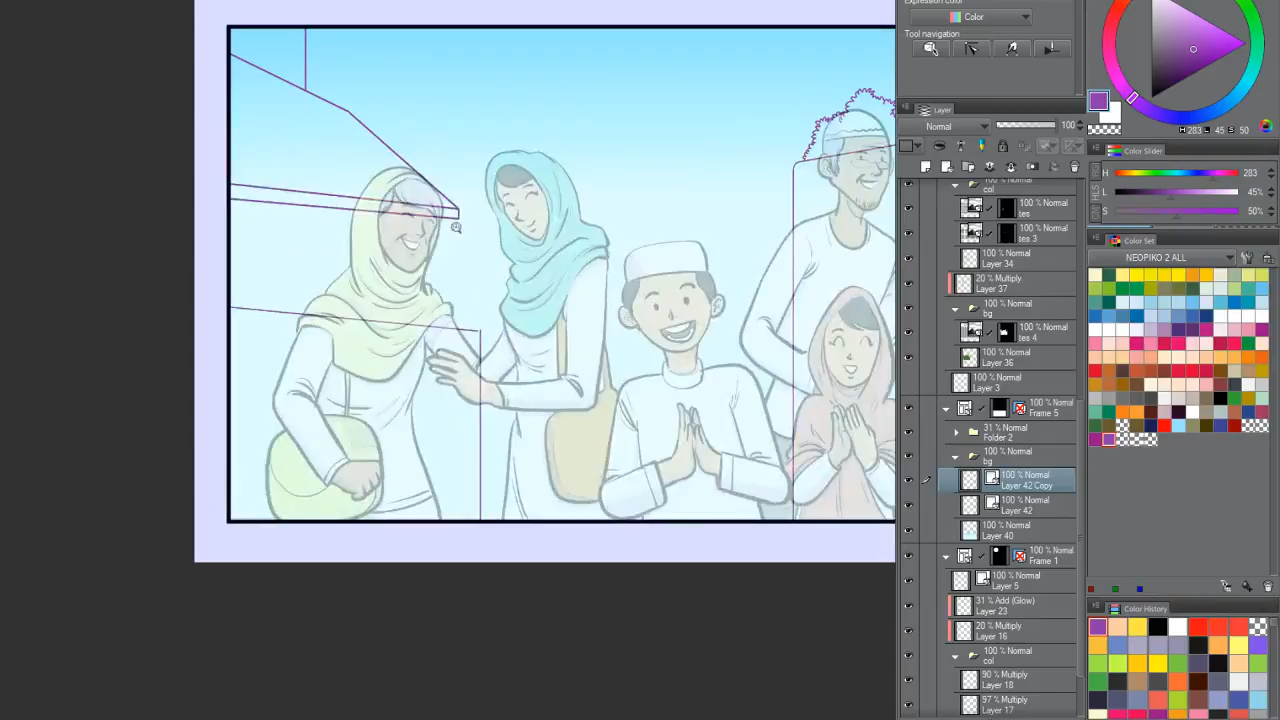 Expression Color
Color
Tool navigation
Layer
Normal
100
H 283 L 45 S 50
Color Slider
H 283
L 45%
S 50%
Color Set
NEOPIKO 2 ALL
Color History
100 % Normal
col
100 % Normal
tes
100 % Normal
tes 3
100 % Normal
Layer 34
20 % Multiply
Layer 37
100 % Normal
bg
100 % Normal
tes 4
100 % Normal
Layer 36
100 % Normal
Layer 3
100 % Normal
Frame 5
31 % Normal
Folder 2
100 % Normal
bg
100 % Normal
Layer 42 Copy
100 % Normal
Layer 42
100 % Normal
Layer 40
100 % Normal
Frame 1
100 % Normal
Layer 5
31 % Add (Glow)
Layer 23
20 % Multiply
Layer 16
100 % Normal
col
90 % Multiply
Layer 18
97 % Multiply
Layer 17